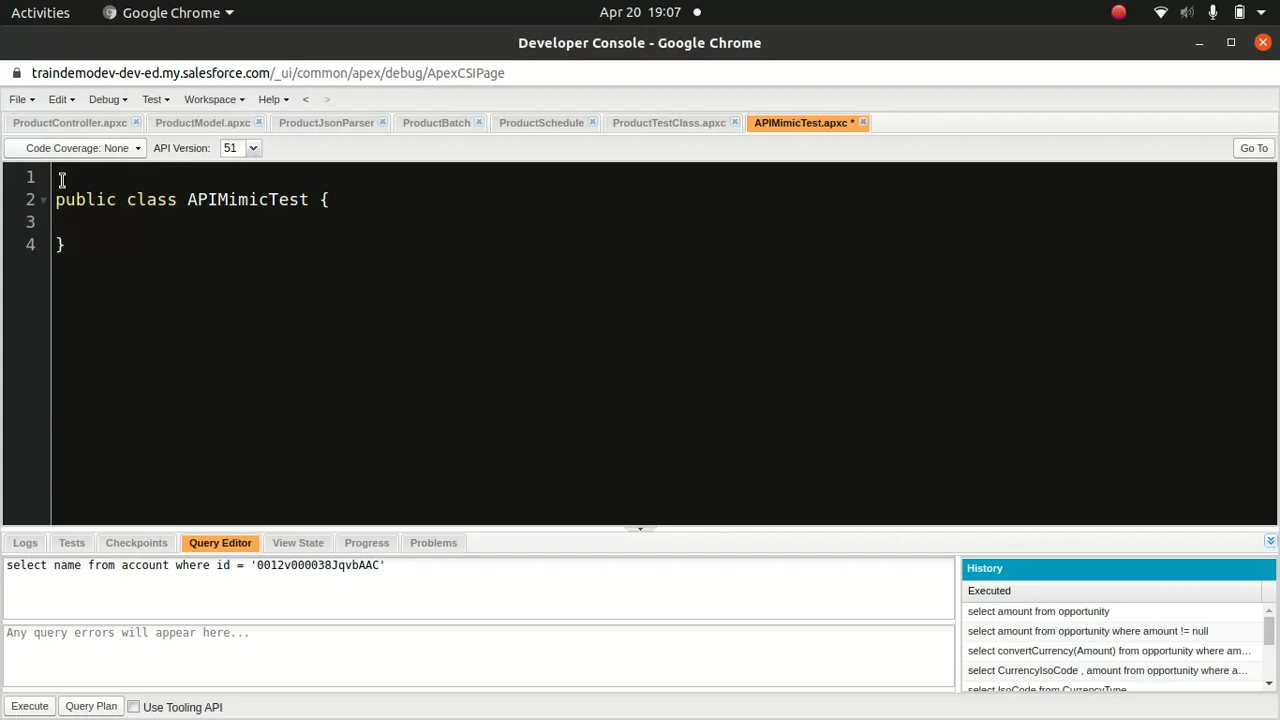 Activities Google Chrome Apr 20 19:07
Developer Console - Google Chrome
traindemodev-dev-ed.my.salesforce.com/_ui/common/apex/debug/ApexCSIPage
File Edit Debug Test Workspace Help < >
ProductController.apxc ProductModel.apxc ProductJsonParser ProductBatch ProductSchedule ProductTestClass.apxc APIMimicTest.apxc *
Code Coverage: None API Version: 51 Go To
1
2 public class APIMimicTest {
3
4 }
Logs Tests Checkpoints Query Editor View State Progress Problems
select name from account where id = '0012v000038JqvbAAC'
Any query errors will appear here...
History
Executed
select amount from opportunity
select amount from opportunity where amount != null
select convertCurrency(Amount) from opportunity where am...
select CurrencyIsoCode , amount from opportunity where a...
select IsoCode from CurrencyType
Execute Query Plan Use Tooling API